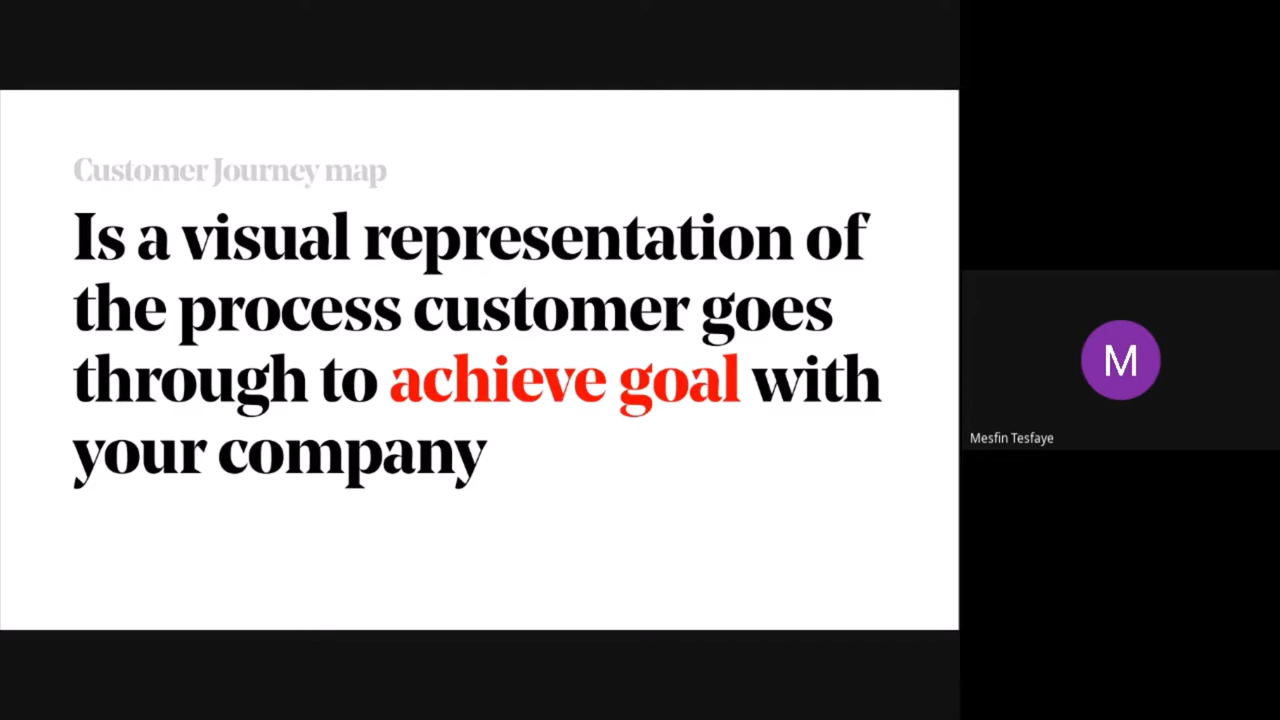 Customer Journey map
Is a visual representation of
the process customer goes
through to achieve goal with
your company
M
Mesfin Tesfaye